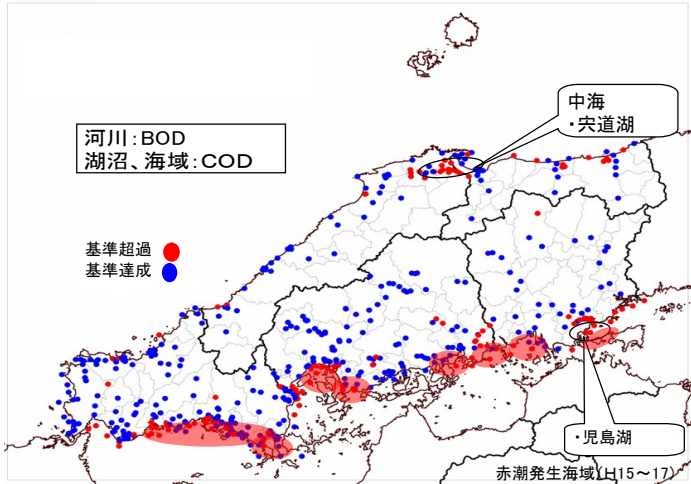 中海
・宍道湖
河川：BOD
湖沼、海域：COD
基準超過
基準達成
・児島湖
赤潮発生海域(H15～17)